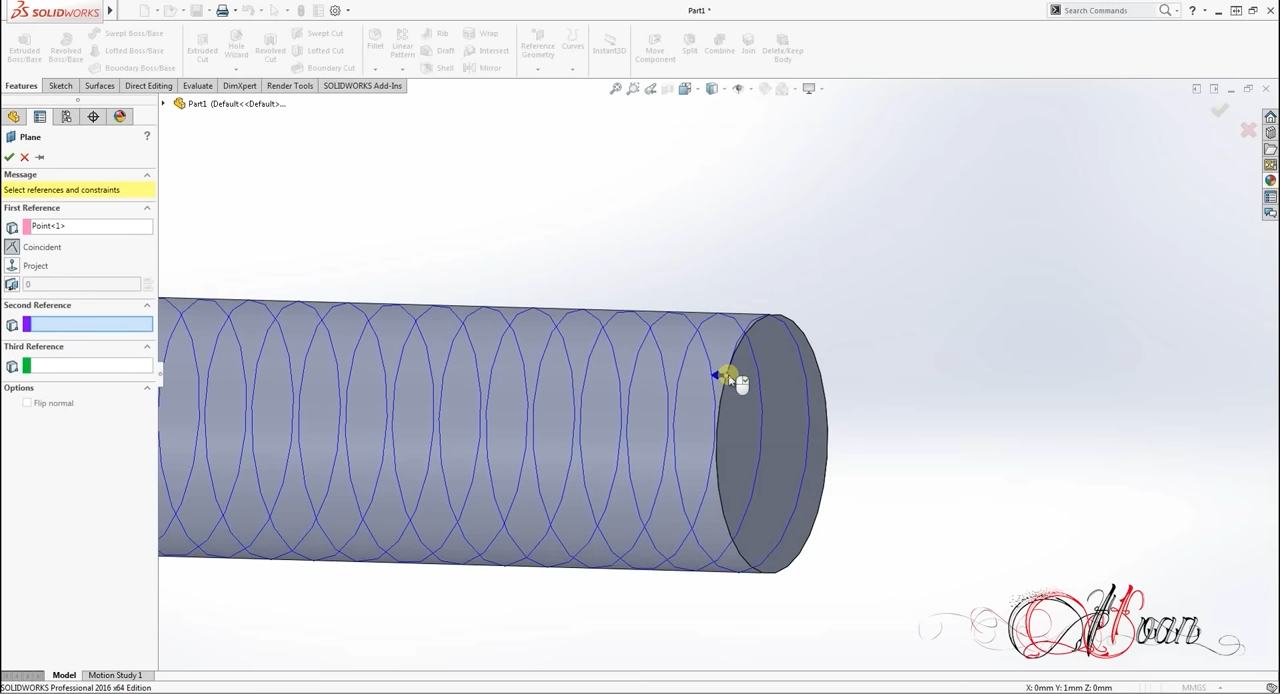 SOLIDWORKS
Part1 *
Search Commands
Extruded Boss/Base
Revolved Boss/Base
Swept Boss/Base
Lofted Boss/Base
Boundary Boss/Base
Extruded Cut
Hole Wizard
Revolved Cut
Swept Cut
Lofted Cut
Boundary Cut
Fillet
Linear Pattern
Rib
Draft
Shell
Wrap
Intersect
Mirror
Reference Geometry
Curves
Instant3D
Move Component
Split
Combine
Join
Delete/Keep Body
Features
Sketch
Surfaces
Direct Editing
Evaluate
DimXpert
Render Tools
SOLIDWORKS Add-Ins
Part1 (Default<<Default>...
Plane
?
Message
Select references and constraints
First Reference
Point<1>
Coincident
Project
0
Second Reference
Third Reference
Options
Flip normal
Model
Motion Study 1
SOLIDWORKS Professional 2016 x64 Edition
X: 0mm Y: 1mm Z: 0mm
MMGS